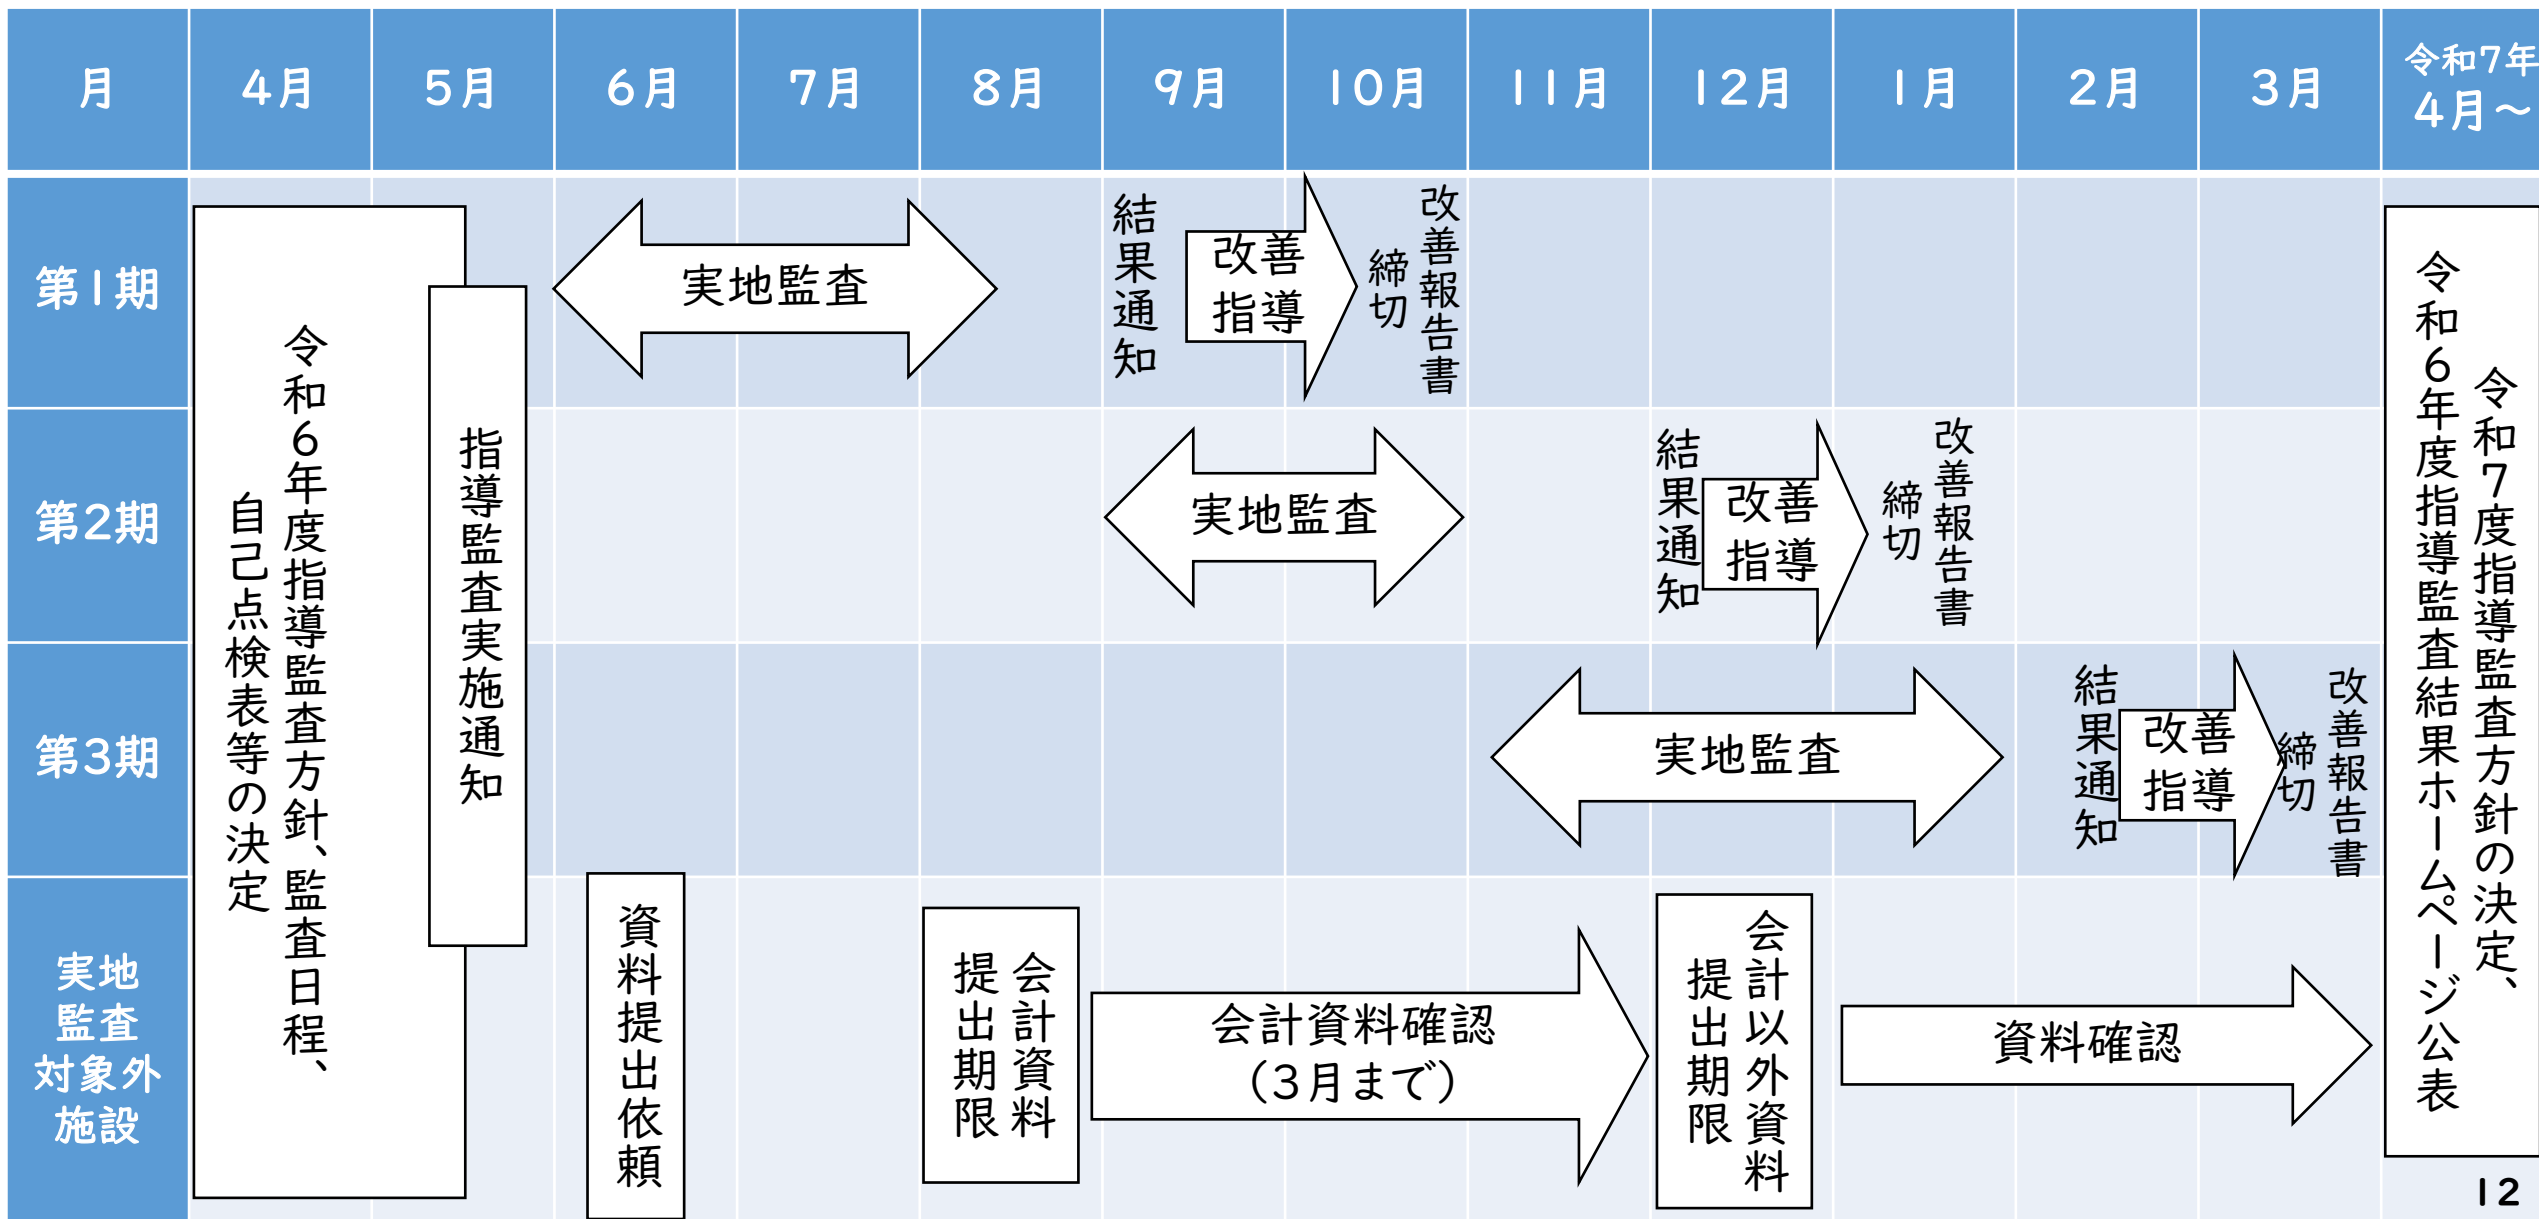 月
4月
5月
6月
7月
8月
9月
10月
11月
12月
1月
2月
3月
令和7年
4月～
第1期
第2期
第3期
実地
監査
対象外
施設
令和6年度指導監査方針、監査日程、
自己点検表等の決定
指導監査実施通知
実地監査
結果通知
改善
指導
改善報告書
締切
実地監査
結果通知
改善
指導
改善報告書
締切
実地監査
結果通知
改善
指導
改善報告書
締切
資料提出依頼
会計資料
提出期限
会計資料確認
（3月まで）
会計以外資料
提出期限
資料確認
令和7度指導監査方針の決定、
令和6年度指導監査結果ホームページ公表
12